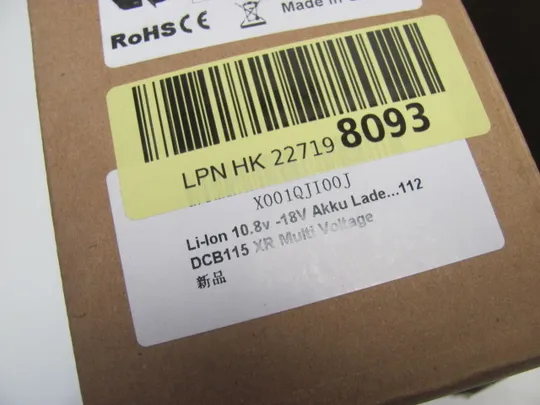 RoHS CE
Made in
LPN HK 22719 8093
X001QJI00J
Li-Ion 10.8v -18V Akku Lade...112
DCB115 XR Multi Voltage
新品